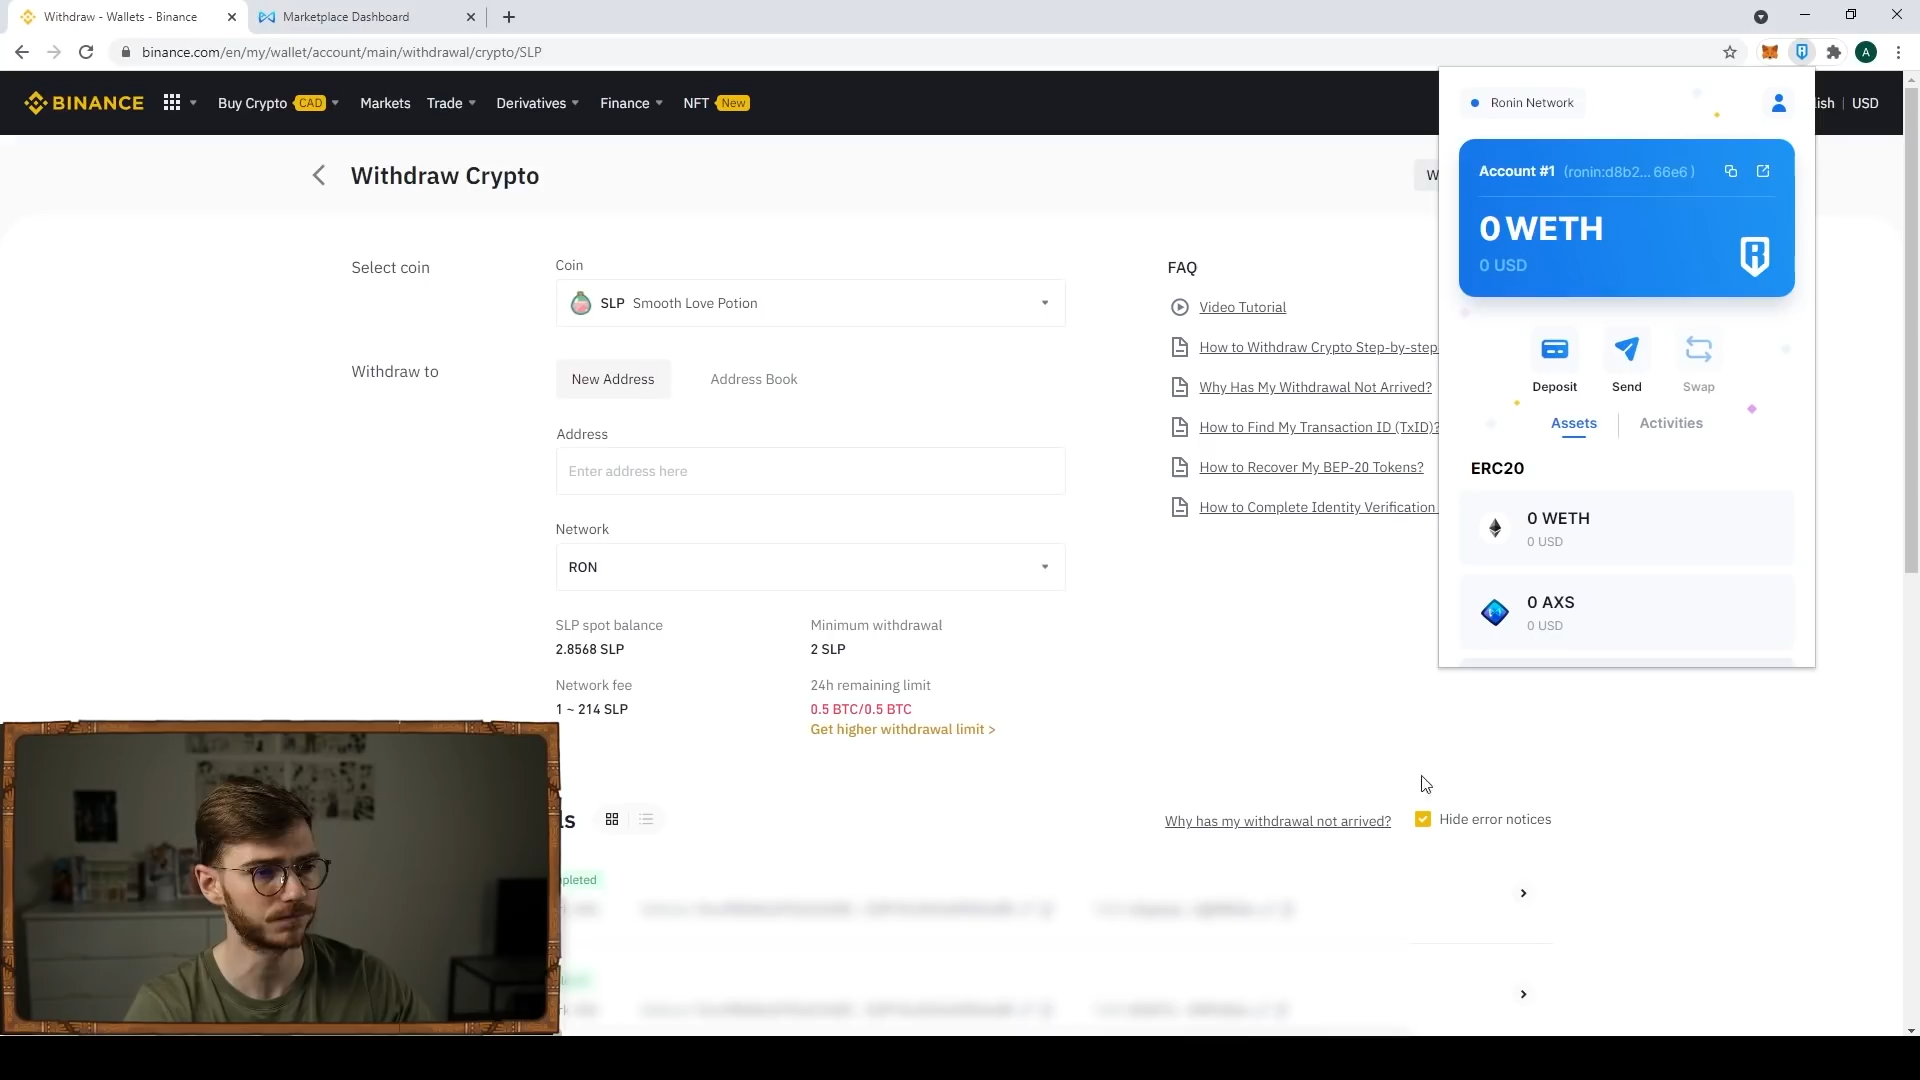 Withdraw - Wallets - Binance
Marketplace Dashboard
binance.com/en/my/wallet/account/main/withdrawal/crypto/SLP
A
BINANCE
Buy Crypto CAD
Markets
Trade
Derivatives
Finance
NFT New
USD
Withdraw Crypto
Select coin
Coin
SLP Smooth Love Potion
Withdraw to
New Address
Address Book
Address
Enter address here
Network
RON
SLP spot balance
2.8568 SLP
Minimum withdrawal
2 SLP
Network fee
1 ~ 214 SLP
24h remaining limit
0.5 BTC/0.5 BTC
Get higher withdrawal limit >
FAQ
Video Tutorial
How to Withdraw Crypto Step-by-step
Why Has My Withdrawal Not Arrived?
How to Find My Transaction ID (TxID)?
How to Recover My BEP-20 Tokens?
How to Complete Identity Verification
Ronin Network
Account #1 (ronin:d8b2... 66e6 )
0 WETH
0 USD
Deposit
Send
Swap
Assets
Activities
ERC20
0 WETH
0 USD
0 AXS
0 USD
Why has my withdrawal not arrived?
Hide error notices